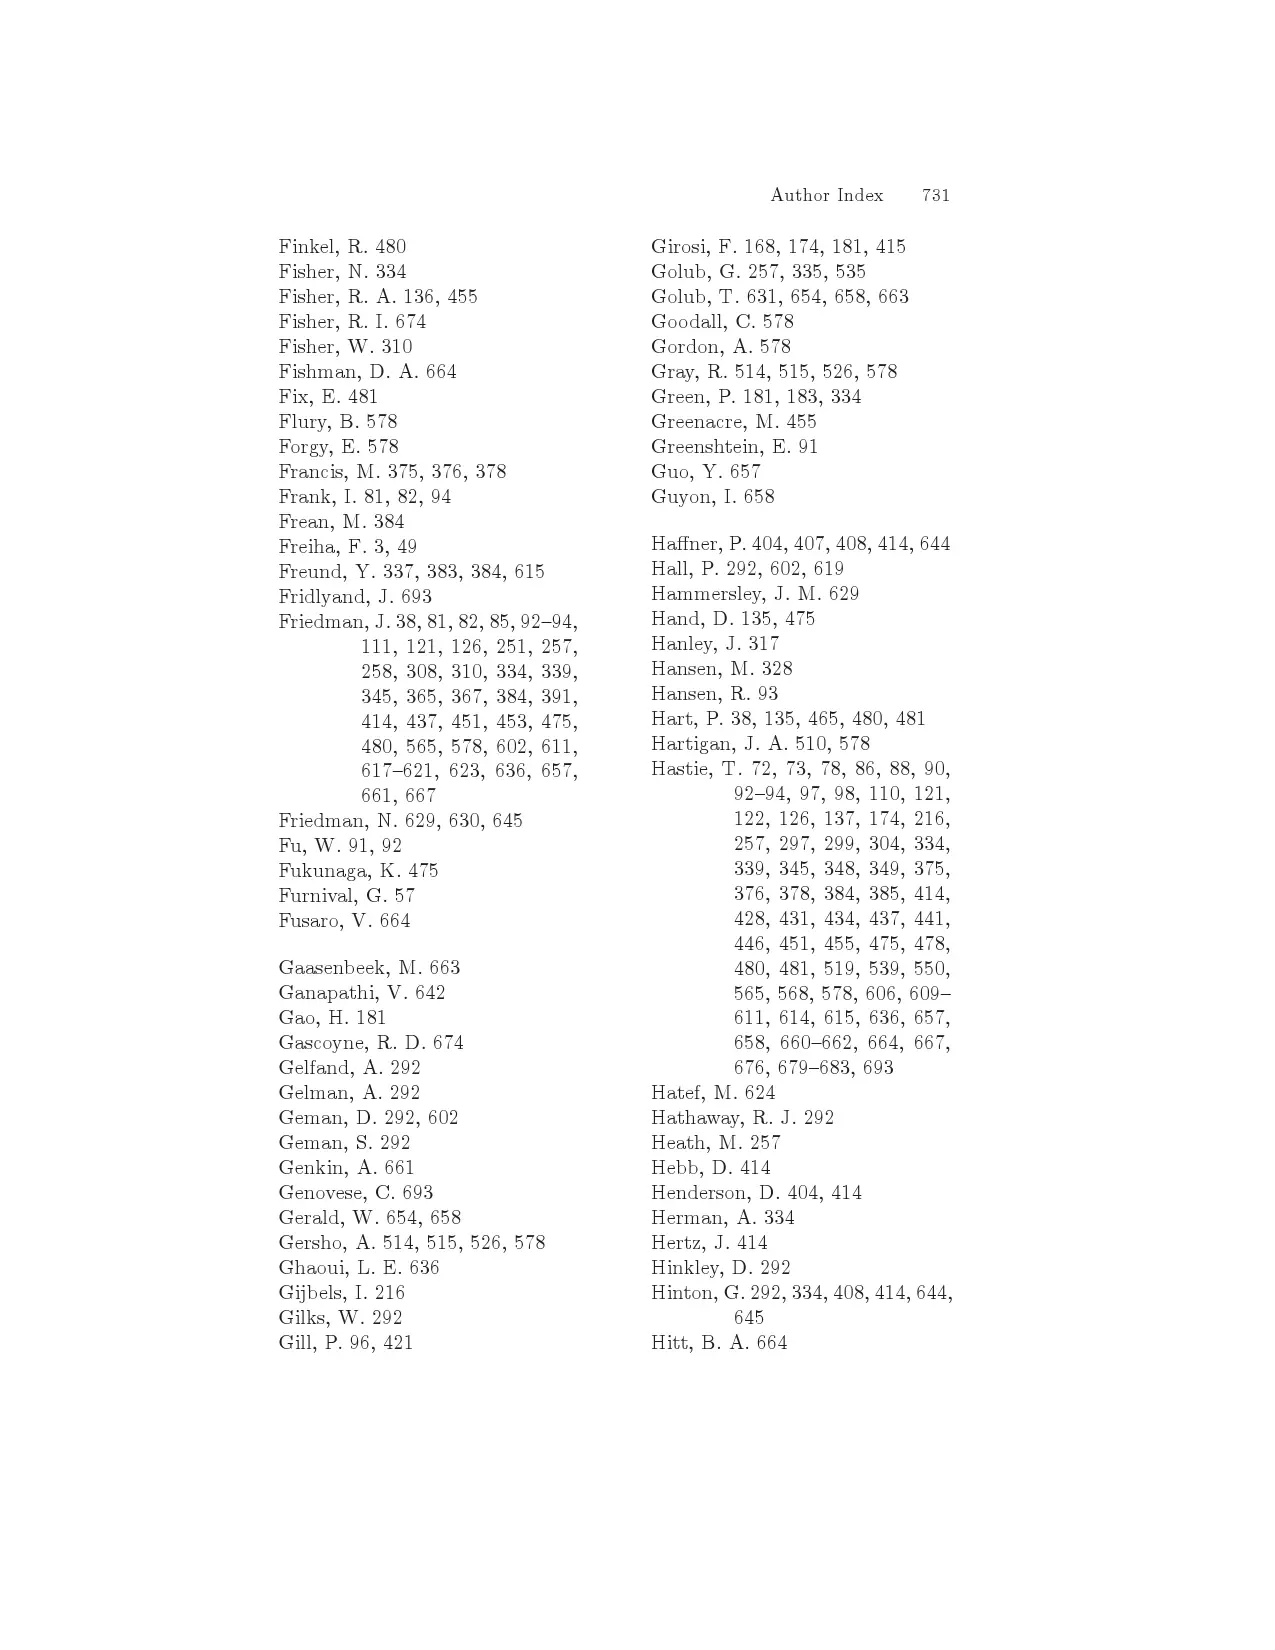 Author Index 731
Finkel, R. 480
Fisher, N. 334
Fisher, R. A. 136, 455
Fisher, R. I. 674
Fisher, W. 310
Fishman, D. A. 664
Fix, E. 481
Flury, B. 578
Forgy, E. 578
Francis, M. 375, 376, 378
Frank, I. 81, 82, 94
Frean, M. 384
Freiha, F. 3, 49
Freund, Y. 337, 383, 384, 615
Fridlyand, J. 693
Friedman, J. 38, 81, 82, 85, 92–94,
111, 121, 126, 251, 257,
258, 308, 310, 334, 339,
345, 365, 367, 384, 391,
414, 437, 451, 453, 475,
480, 565, 578, 602, 611,
617–621, 623, 636, 657,
661, 667
Friedman, N. 629, 630, 645
Fu, W. 91, 92
Fukunaga, K. 475
Furnival, G. 57
Fusaro, V. 664
Gaasenbeek, M. 663
Ganapathi, V. 642
Gao, H. 181
Gascoyne, R. D. 674
Gelfand, A. 292
Gelman, A. 292
Geman, D. 292, 602
Geman, S. 292
Genkin, A. 661
Genovese, C. 693
Gerald, W. 654, 658
Gersho, A. 514, 515, 526, 578
Ghaoui, L. E. 636
Gijbels, I. 216
Gilks, W. 292
Gill, P. 96, 421
Girosi, F. 168, 174, 181, 415
Golub, G. 257, 335, 535
Golub, T. 631, 654, 658, 663
Goodall, C. 578
Gordon, A. 578
Gray, R. 514, 515, 526, 578
Green, P. 181, 183, 334
Greenacre, M. 455
Greenshtein, E. 91
Guo, Y. 657
Guyon, I. 658
Haffner, P. 404, 407, 408, 414, 644
Hall, P. 292, 602, 619
Hammersley, J. M. 629
Hand, D. 135, 475
Hanley, J. 317
Hansen, M. 328
Hansen, R. 93
Hart, P. 38, 135, 465, 480, 481
Hartigan, J. A. 510, 578
Hastie, T. 72, 73, 78, 86, 88, 90,
92–94, 97, 98, 110, 121,
122, 126, 137, 174, 216,
257, 297, 299, 304, 334,
339, 345, 348, 349, 375,
376, 378, 384, 385, 414,
428, 431, 434, 437, 441,
446, 451, 455, 475, 478,
480, 481, 519, 539, 550,
565, 568, 578, 606, 609–
611, 614, 615, 636, 657,
658, 660–662, 664, 667,
676, 679–683, 693
Hatef, M. 624
Hathaway, R. J. 292
Heath, M. 257
Hebb, D. 414
Henderson, D. 404, 414
Herman, A. 334
Hertz, J. 414
Hinkley, D. 292
Hinton, G. 292, 334, 408, 414, 644,
645
Hitt, B. A. 664